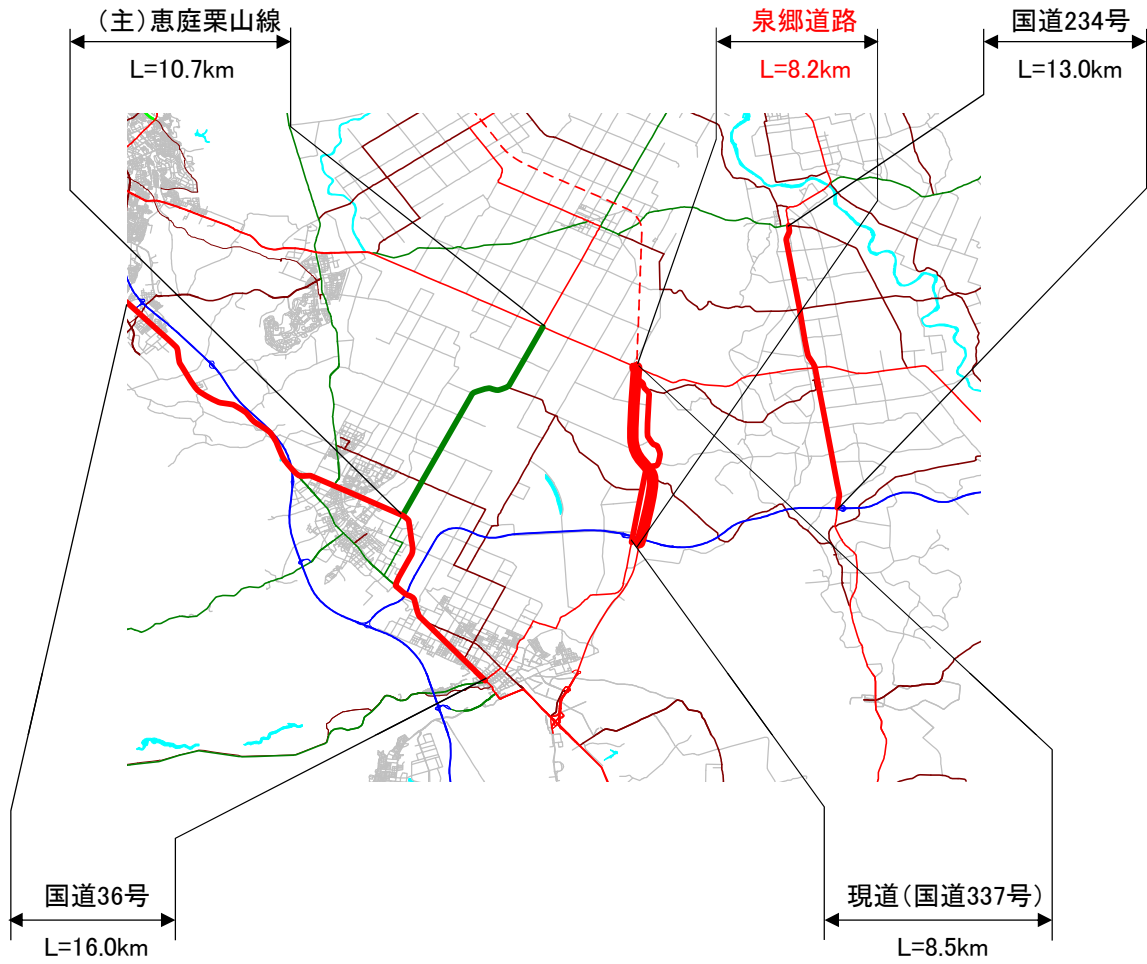 (主)恵庭栗山線
L=10.7km
泉郷道路
L=8.2km
国道234号
L=13.0km
国道36号
L=16.0km
現道(国道337号)
L=8.5km